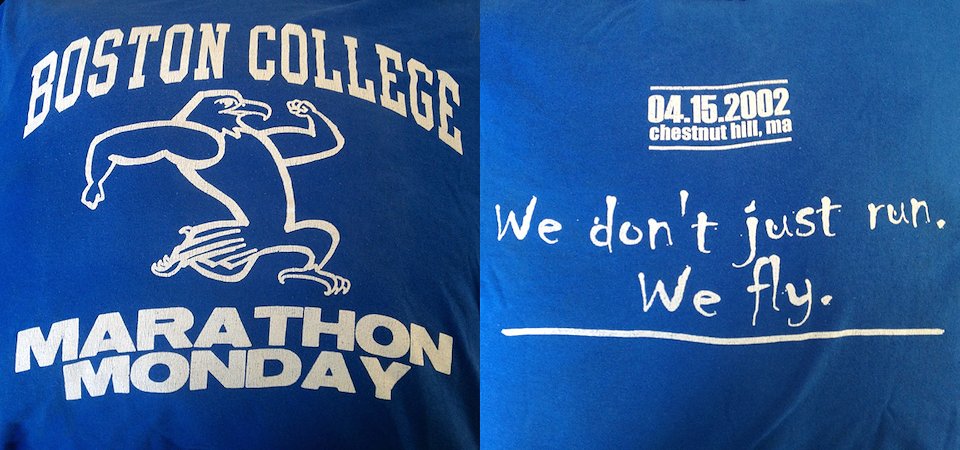 BOSTON COLLEGE
MARATHON
MONDAY
04.15.2002
chestnut hill, ma
We don't just run.
We fly.